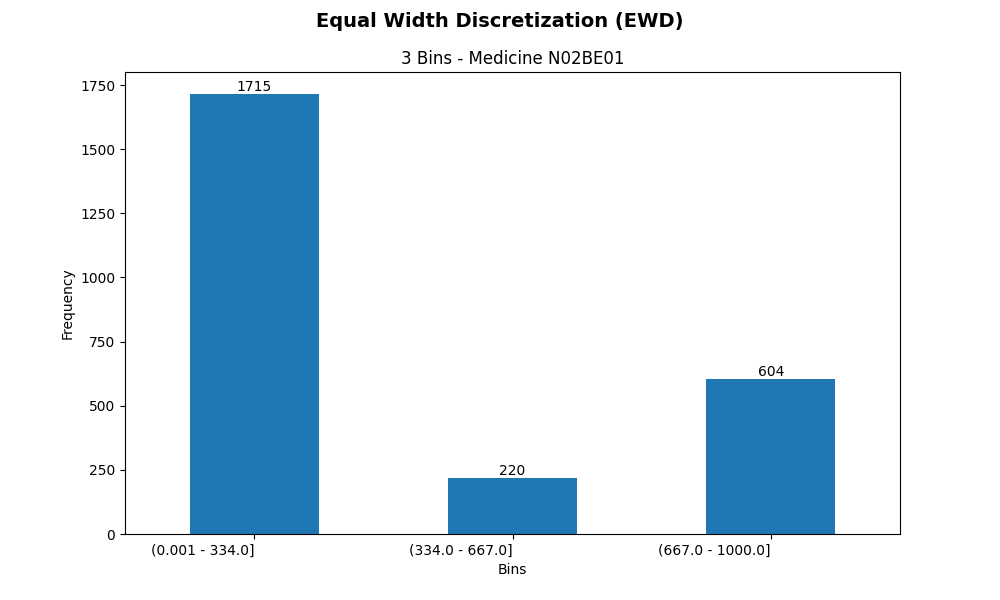 Equal Width Discretization (EWD)
3 Bins - Medicine N02BE01
1750
1500
1250
1000
750
500
250
0
Frequency
1715
220
604
(0.001 - 334.0]
(334.0 - 667.0]
(667.0 - 1000.0]
Bins